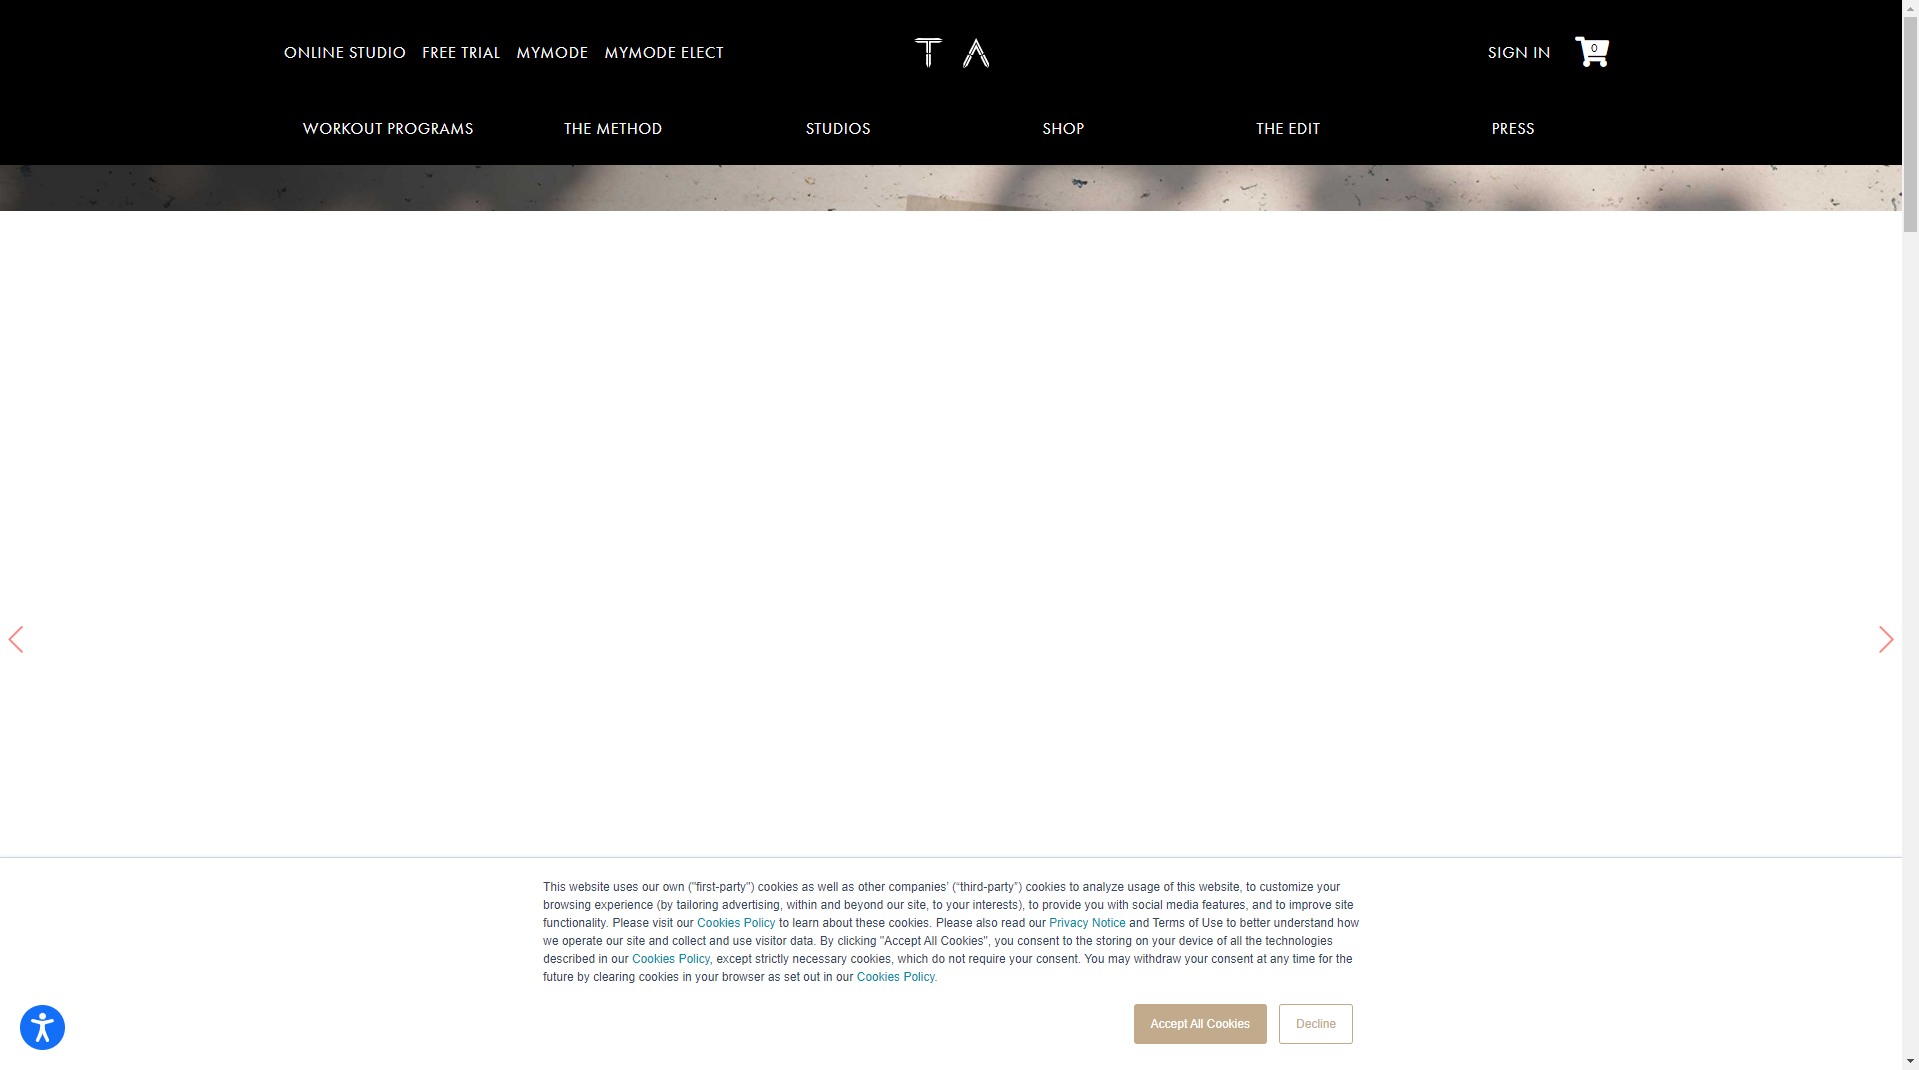 ONLINE STUDIO FREE TRIAL MYMODE MYMODE ELECT
T A
SIGN IN
0
WORKOUT PROGRAMS THE METHOD STUDIOS SHOP THE EDIT PRESS
This website uses our own ("first-party") cookies as well as other companies’ (“third-party”) cookies to analyze usage of this website, to customize your
browsing experience (by tailoring advertising, within and beyond our site, to your interests), to provide you with social media features, and to improve site
functionality. Please visit our Cookies Policy to learn about these cookies. Please also read our Privacy Notice and Terms of Use to better understand how
we operate our site and collect and use visitor data. By clicking "Accept All Cookies", you consent to the storing on your device of all the technologies
described in our Cookies Policy, except strictly necessary cookies, which do not require your consent. You may withdraw your consent at any time for the
future by clearing cookies in your browser as set out in our Cookies Policy.
Accept All Cookies Decline